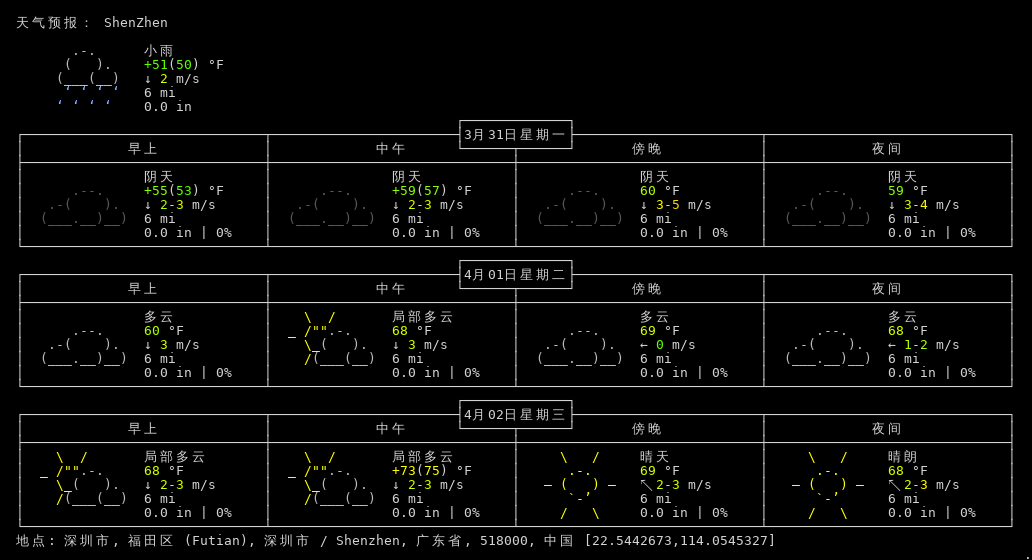 天气预报： ShenZhen
小雨
+51(50) °F
↓ 2 m/s
6 mi
0.0 in
3月31日星期一
早上 中午 傍晚 夜间
阴天 阴天 阴天 阴天
+55(53) °F +59(57) °F 60 °F 59 °F
↓ 2-3 m/s ↓ 2-3 m/s ↓ 3-5 m/s ↓ 3-4 m/s
6 mi 6 mi 6 mi 6 mi
0.0 in | 0% 0.0 in | 0% 0.0 in | 0% 0.0 in | 0%
4月01日星期二
早上 中午 傍晚 夜间
多云 局部多云 多云 多云
60 °F 68 °F 69 °F 68 °F
↓ 3 m/s ↓ 3 m/s ← 0 m/s ← 1-2 m/s
6 mi 6 mi 6 mi 6 mi
0.0 in | 0% 0.0 in | 0% 0.0 in | 0% 0.0 in | 0%
4月02日星期三
早上 中午 傍晚 夜间
局部多云 局部多云 晴天 晴朗
68 °F +73(75) °F 69 °F 68 °F
↓ 2-3 m/s ↓ 2-3 m/s ↖ 2-3 m/s ↖ 2-3 m/s
6 mi 6 mi 6 mi 6 mi
0.0 in | 0% 0.0 in | 0% 0.0 in | 0% 0.0 in | 0%
地点: 深圳市, 福田区 (Futian), 深圳市 / Shenzhen, 广东省, 518000, 中国 [22.5442673,114.0545327]